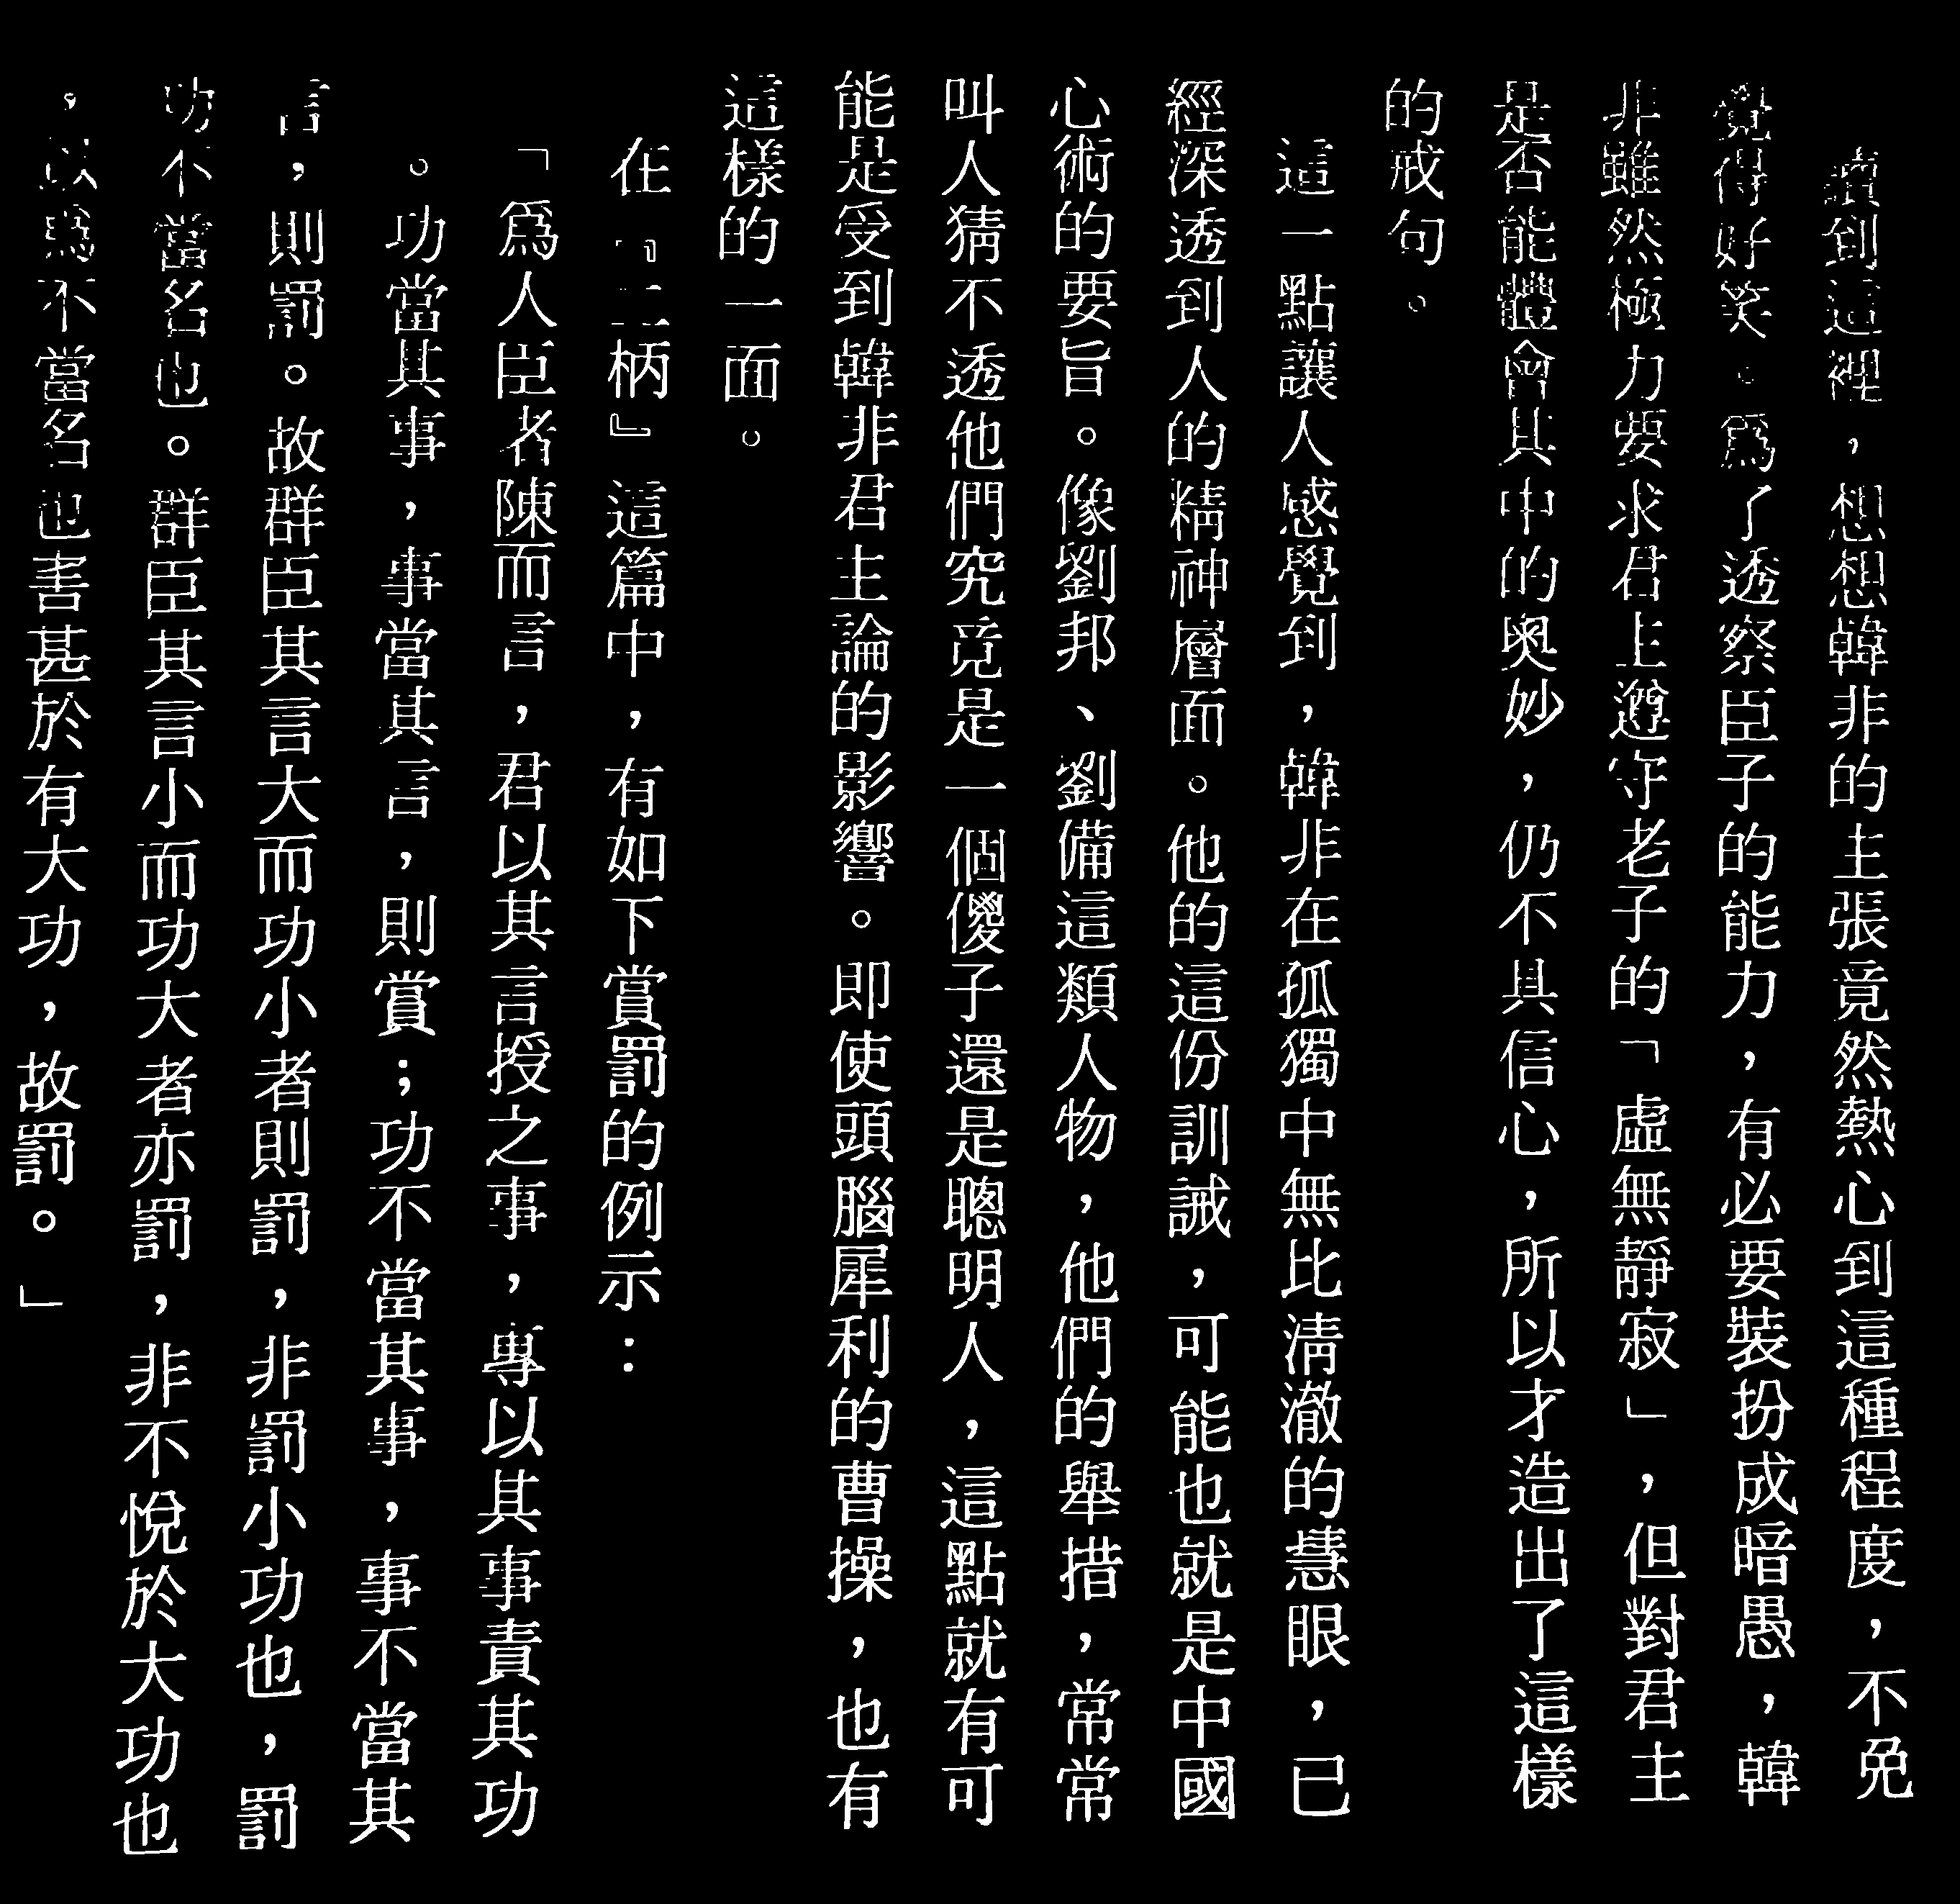 讀到這裡，想想韓非的主張竟然熱心到這種程度，不免
覺得好笑。爲了透察臣子的能力，有必要裝扮成暗愚，韓
非雖然極力要求君上遵守老子的「虛無靜寂」，但對君主
是否能體會其中的奧妙，仍不具信心，所以才造出了這樣
的戒句。
這一點讓人感覺到，韓非在孤獨中無比淸澈的慧眼，已
經深透到人的精神層面。他的這份訓誡，可能也就是中國
心術的要旨。像劉邦、劉備這類人物，他們的舉措，常常
叫人猜不透他們究竟是一個傻子還是聰明人，這點就有可
能是受到韓非君主論的影響。即使頭腦犀利的曹操，也有
這樣的一面。
在『二柄』這篇中，有如下賞罰的例示：
「爲人臣者陳而言，君以其言授之事，專以其事責其功
。功當其事，事當其言，則賞；功不當其事，事不當其
言，則罰。故群臣其言大而功小者則罰，非罰小功也，罰
功不當名也。群臣其言小而功大者亦罰，非不悅於大功也
，以爲不當名也害甚於有大功，故罰。」